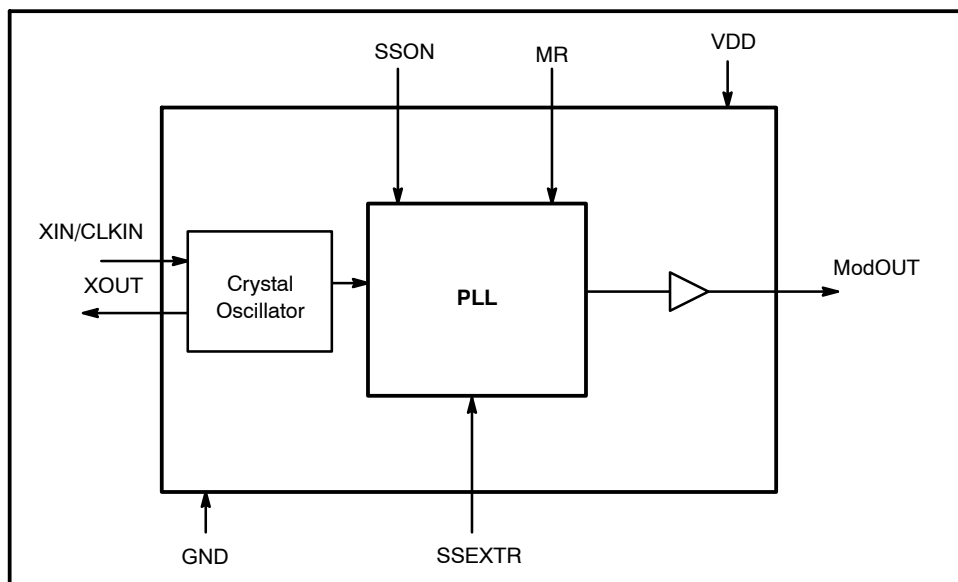 SSON
MR
VDD
XIN/CLKIN
XOUT
Crystal
Oscillator
PLL
ModOUT
GND
SSEXTR